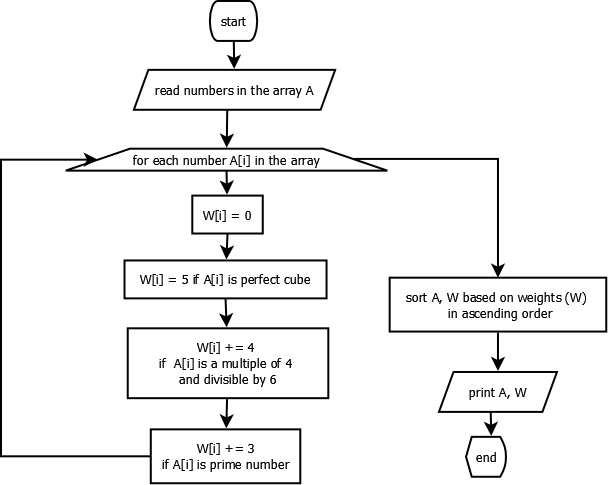 start
read numbers in the array A
for each number A[i] in the array
W[i] = 0
W[i] = 5 if A[i] is perfect cube
W[i] += 4
if A[i] is a multiple of 4
and divisible by 6
W[i] += 3
if A[i] is prime number
sort A, W based on weights (W)
in ascending order
print A, W
end